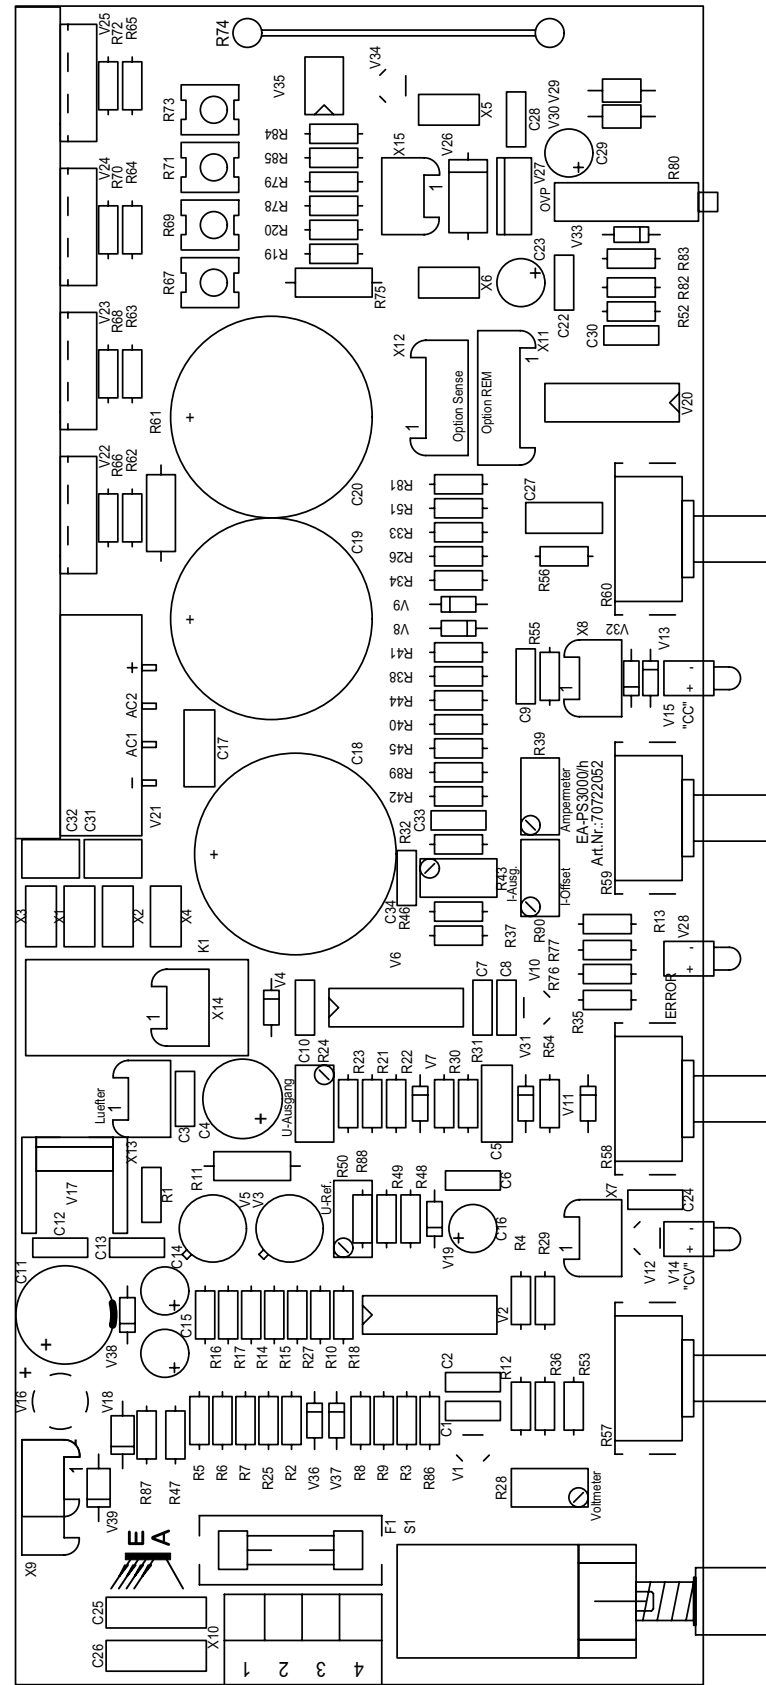 R74
V25
R72
R65
V34
V35
R73
R84
R85
R79
R78
R20
R19
R75
R71
R69
R67
V24
R70
R64
V23
R68
R63
V22
R66
R62
R61
X5
C28
V30
V29
C29
X15
1
V26
V27
OVP
R80
V33
C23
R83
R82
R52
C22
C30
X6
X12
1
Option Sense
X11
1
Option REM
V20
+
C20
R81
R51
R33
R26
R34
V9
V8
R41
R38
R44
R40
R45
R89
R42
C33
R32
C27
R56
R60
+
C19
R55
C9
X8
1
V32
V13
V15
"CC"
+
-
+
AC2
AC1
-
V21
C17
+
C18
R39
Ampermeter
EA-PS3000/h
Art.Nr.:70722052
R59
C32
C31
C34
R46
R43
I-Ausg.
I-Offset
R90
R37
X3
X1
X2
X4
K1
X14
1
V4
C10
V6
C7
C8
V10
R76
R77
R13
V28
+
-
ERROR
R35
V31
R54
R24
U-Ausgang
R23
R21
R22
V7
R30
R31
C5
V11
R58
Luefter
1
X13
C3
C4
+
R11
R1
V17
C12
C13
C14
V5
V3
U-Ref.
R50
R88
R49
R48
C6
V19
C16
+
R4
R29
X7
1
C24
V12
V14
"CV"
+
-
C11
+
V38
C15
+
+
R16
R17
R14
R15
R27
R10
R18
V2
C2
R12
R36
R53
R57
+
V16
-
V18
R87
R47
R5
R6
R7
R25
R2
V36
V37
R8
R9
R3
R86
C1
V1
R28
Voltmeter
X9
1
V39
E
A
F1
S1
C25
C26
X10
1
2
3
4